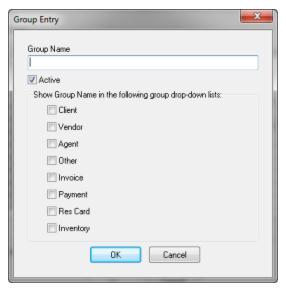 Group Entry
Group Name
Active
Show Group Name in the following group drop-down lists:
Client
Vendor
Agent
Other
Invoice
Payment
Res Card
Inventory
OK Cancel